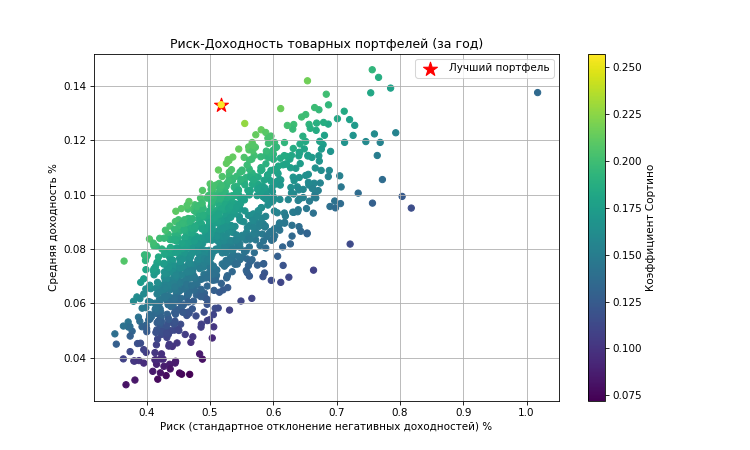 Риск-Доходность товарных портфелей (за год)
Лучший портфель
0.14
0.12
0.10
0.08
0.06
0.04
Средняя доходность %
0.4 0.5 0.6 0.7 0.8 0.9 1.0
Риск (стандартное отклонение негативных доходностей) %
0.250
0.225
0.200
0.175
0.150
0.125
0.100
0.075
Коэффициент Сортино